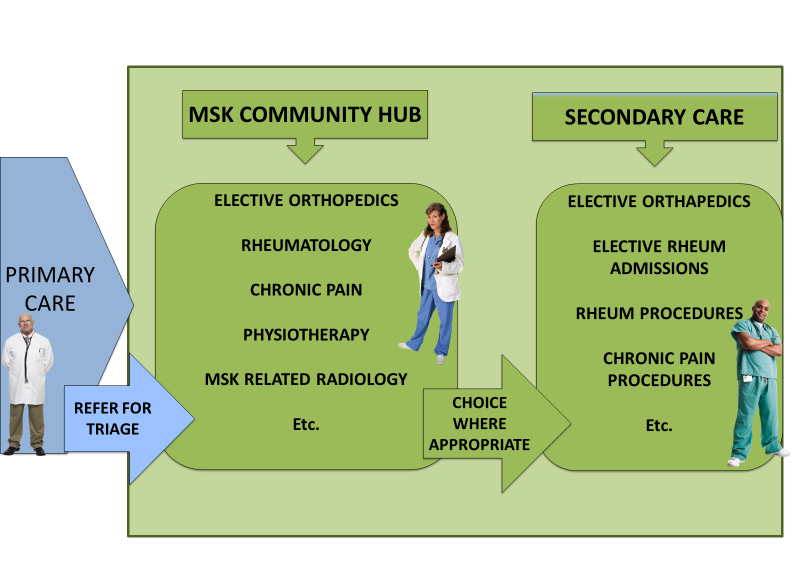 MSK COMMUNITY HUB
SECONDARY CARE
PRIMARY
CARE
REFER FOR
TRIAGE
ELECTIVE ORTHOPEDICS
RHEUMATOLOGY
CHRONIC PAIN
PHYSIOTHERAPY
MSK RELATED RADIOLOGY
Etc.
CHOICE
WHERE
APPROPRIATE
ELECTIVE ORTHAPEDICS
ELECTIVE RHEUM
ADMISSIONS
RHEUM PROCEDURES
CHRONIC PAIN
PROCEDURES
Etc.